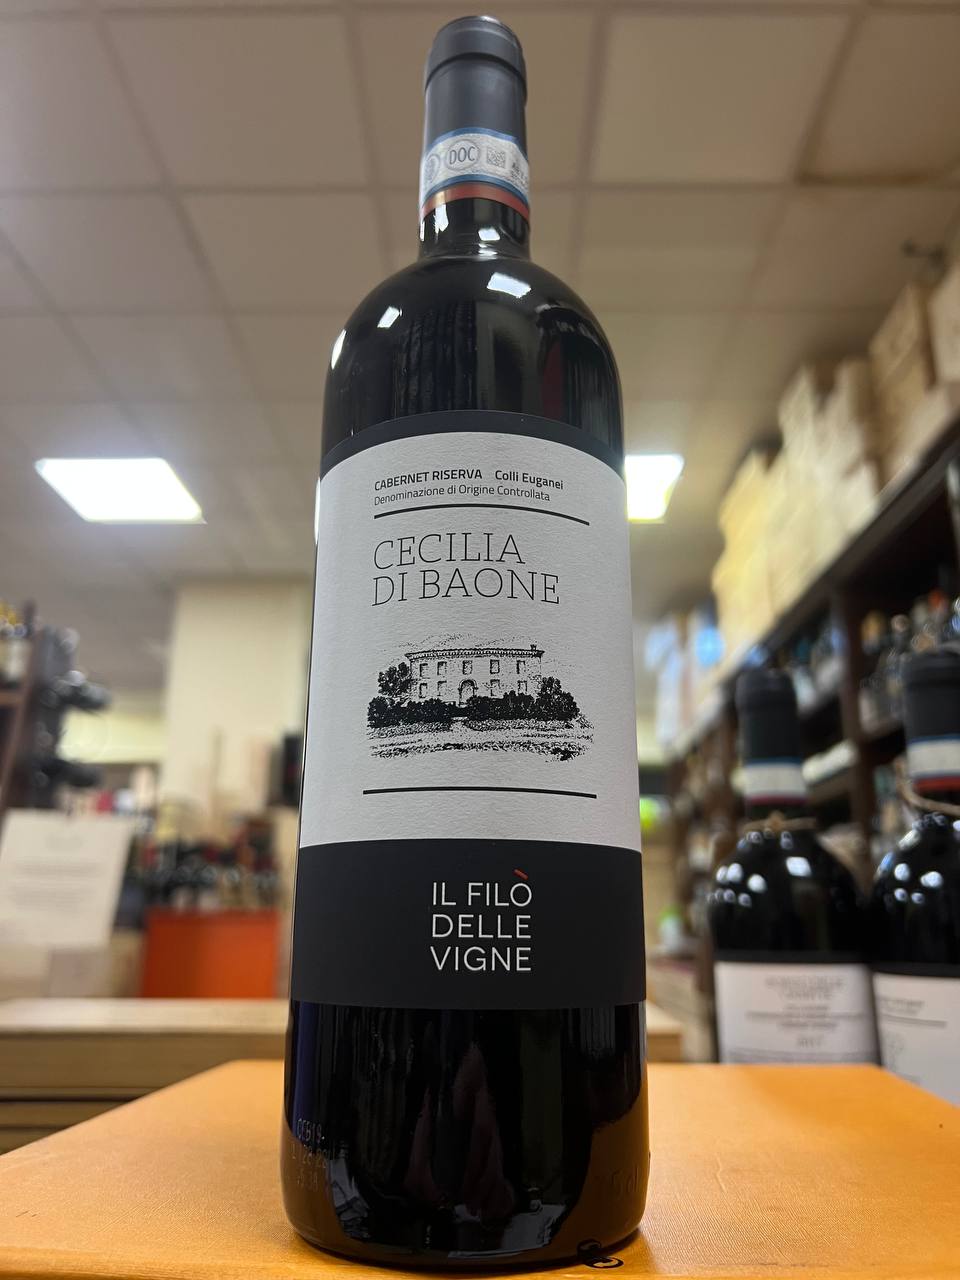 DOC
CABERNET RISERVA Colli Euganei
Denominazione di Origine Controllata
CECILIA
DI BAONE
IL FILÒ
DELLE
VIGNE